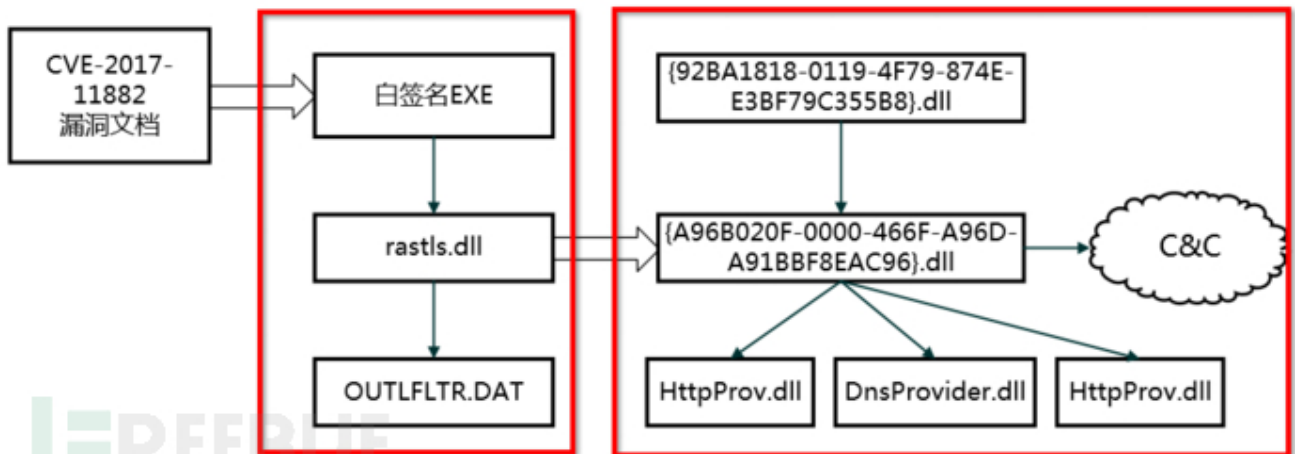 CVE-2017-
11882
漏洞文档
白签名EXE
rastls.dll
OUTLFLTR.DAT
{92BA1818-0119-4F79-874E-
E3BF79C355B8}.dll
{A96B020F-0000-466F-A96D-
A91BBF8EAC96}.dll
C&C
HttpProv.dll
DnsProvider.dll
HttpProv.dll